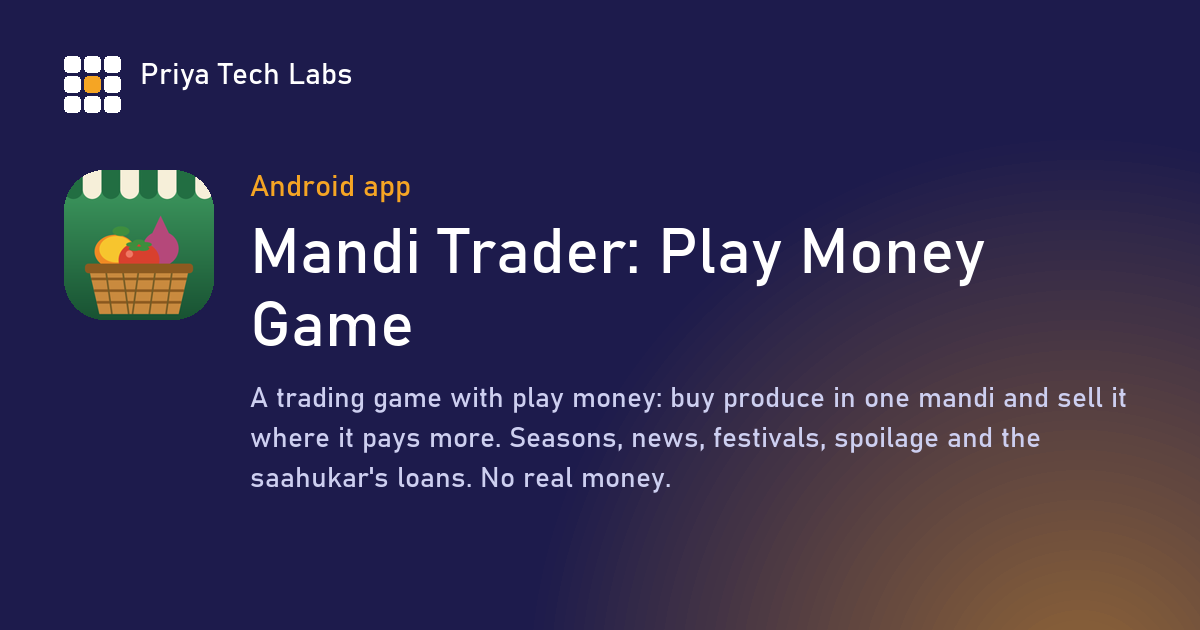 Priya Tech Labs
Android app
Mandi Trader: Play Money
Game
A trading game with play money: buy produce in one mandi and sell it
where it pays more. Seasons, news, festivals, spoilage and the
saahukar's loans. No real money.